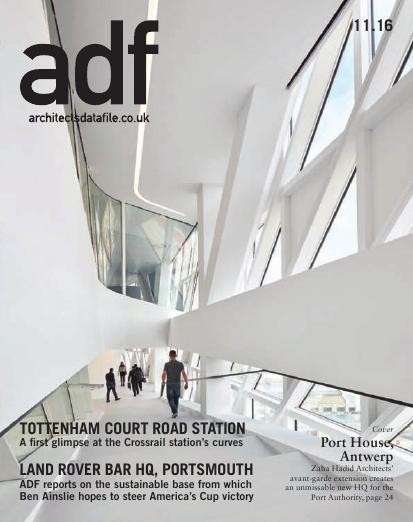 11.16
adf
architectsdatafile.co.uk
TOTTENHAM COURT ROAD STATION
A first glimpse at the Crossrail station's curves
LAND ROVER BAR HQ, PORTSMOUTH
ADF reports on the sustainable base from which
Ben Ainslie hopes to steer America's Cup victory
Cover
Port House,
Antwerp
Zaha Hadid Architects'
avant-garde extension creates
an unmissable new HQ for the
Port Authority, page 24